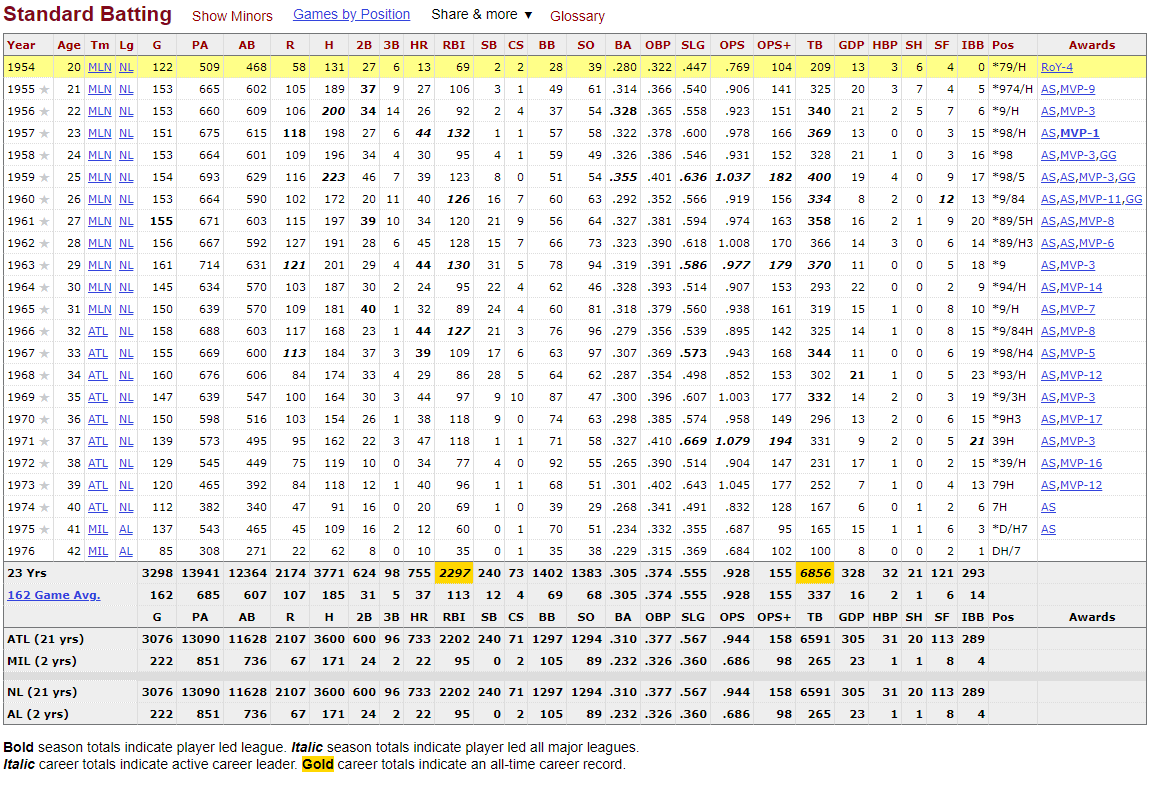 Standard Batting Show Minors Games by Position Share & more ▼ Glossary
Year Age Tm Lg G PA AB R H 2B 3B HR RBI SB CS BB SO BA OBP SLG OPS OPS+ TB GDP HBP SH SF IBB Pos Awards
1954 20 MLN NL 122 509 468 58 131 27 6 13 69 2 2 28 39 .280 .322 .447 .769 104 209 13 3 6 4 0 *79/H RoY-4
1955 ★ 21 MLN NL 153 665 602 105 189 37 9 27 106 3 1 49 61 .314 .366 .540 .906 141 325 20 3 7 4 5 *974/H AS,MVP-9
1956 ★ 22 MLN NL 153 660 609 106 200 34 14 26 92 2 4 37 54 .328 .365 .558 .923 151 340 21 2 5 7 6 *9/H AS,MVP-3
1957 ★ 23 MLN NL 151 675 615 118 198 27 6 44 132 1 1 57 58 .322 .378 .600 .978 166 369 13 0 0 3 15 *98/H AS,MVP-1
1958 ★ 24 MLN NL 153 664 601 109 196 34 4 30 95 4 1 59 49 .326 .386 .546 .931 152 328 21 1 0 3 16 *98 AS,MVP-3,GG
1959 ★ 25 MLN NL 154 693 629 116 223 46 7 39 123 8 0 51 54 .355 .401 .636 1.037 182 400 19 4 0 9 17 *98/5 AS,AS,MVP-3,GG
1960 ★ 26 MLN NL 153 664 590 102 172 20 11 40 126 16 7 60 63 .292 .352 .566 .919 156 334 8 2 0 12 13 *9/84 AS,AS,MVP-11,GG
1961 ★ 27 MLN NL 155 671 603 115 197 39 10 34 120 21 9 56 64 .327 .381 .594 .974 163 358 16 2 1 9 20 *89/5H AS,AS,MVP-8
1962 ★ 28 MLN NL 156 667 592 127 191 28 6 45 128 15 7 66 73 .323 .390 .618 1.008 170 366 14 3 0 6 14 *89/H3 AS,AS,MVP-6
1963 ★ 29 MLN NL 161 714 631 121 201 29 4 44 130 31 5 78 94 .319 .391 .586 .977 179 370 11 0 0 5 18 *9 AS,MVP-3
1964 ★ 30 MLN NL 145 634 570 103 187 30 2 24 95 22 4 62 46 .328 .393 .514 .907 153 293 22 0 0 2 9 *94/H AS,MVP-14
1965 ★ 31 MLN NL 150 639 570 109 181 40 1 32 89 24 4 60 81 .318 .379 .560 .938 161 319 15 1 0 8 10 *9/H AS,MVP-7
1966 ★ 32 ATL NL 158 688 603 117 168 23 1 44 127 21 3 76 96 .279 .356 .539 .895 142 325 14 1 0 8 15 *9/84H AS,MVP-8
1967 ★ 33 ATL NL 155 669 600 113 184 37 3 39 109 17 6 63 97 .307 .369 .573 .943 168 344 11 0 0 6 19 *98/H4 AS,MVP-5
1968 ★ 34 ATL NL 160 676 606 84 174 33 4 29 86 28 5 64 62 .287 .354 .498 .852 153 302 21 1 0 5 23 *93/H AS,MVP-12
1969 ★ 35 ATL NL 147 639 547 100 164 30 3 44 97 9 10 87 47 .300 .396 .607 1.003 177 332 14 2 0 3 19 *9/3H AS,MVP-3
1970 ★ 36 ATL NL 150 598 516 103 154 26 1 38 118 9 0 74 63 .298 .385 .574 .958 149 296 13 2 0 6 15 *9H3 AS,MVP-17
1971 ★ 37 ATL NL 139 573 495 95 162 22 3 47 118 1 1 71 58 .327 .410 .669 1.079 194 331 9 2 0 5 21 39H AS,MVP-3
1972 ★ 38 ATL NL 129 545 449 75 119 10 0 34 77 4 0 92 55 .265 .390 .514 .904 147 231 17 1 0 2 15 *39/H AS,MVP-16
1973 ★ 39 ATL NL 120 465 392 84 118 12 1 40 96 1 1 68 51 .301 .402 .643 1.045 177 252 7 1 0 4 13 79H AS,MVP-12
1974 ★ 40 ATL NL 112 382 340 47 91 16 0 20 69 1 0 39 29 .268 .341 .491 .832 128 167 6 0 1 2 6 7H AS
1975 ★ 41 MIL AL 137 543 465 45 109 16 2 12 60 0 1 70 51 .234 .332 .355 .687 95 165 15 1 1 6 3 *D/H7 AS
1976 42 MIL AL 85 308 271 22 62 8 0 10 35 0 1 35 38 .229 .315 .369 .684 102 100 8 0 0 2 1 DH/7
23 Yrs 3298 13941 12364 2174 3771 624 98 755 2297 240 73 1402 1383 .305 .374 .555 .928 155 6856 328 32 21 121 293
162 Game Avg. 162 685 607 107 185 31 5 37 113 12 4 69 68 .305 .374 .555 .928 155 337 16 2 1 6 14
G PA AB R H 2B 3B HR RBI SB CS BB SO BA OBP SLG OPS OPS+ TB GDP HBP SH SF IBB Pos Awards
ATL (21 yrs) 3076 13090 11628 2107 3600 600 96 733 2202 240 71 1297 1294 .310 .377 .567 .944 158 6591 305 31 20 113 289
MIL (2 yrs) 222 851 736 67 171 24 2 22 95 0 2 105 89 .232 .326 .360 .686 98 265 23 1 1 8 4
NL (21 yrs) 3076 13090 11628 2107 3600 600 96 733 2202 240 71 1297 1294 .310 .377 .567 .944 158 6591 305 31 20 113 289
AL (2 yrs) 222 851 736 67 171 24 2 22 95 0 2 105 89 .232 .326 .360 .686 98 265 23 1 1 8 4
Bold season totals indicate player led league. Italic season totals indicate player led all major leagues.
Italic career totals indicate active career leader. Gold career totals indicate an all-time career record.